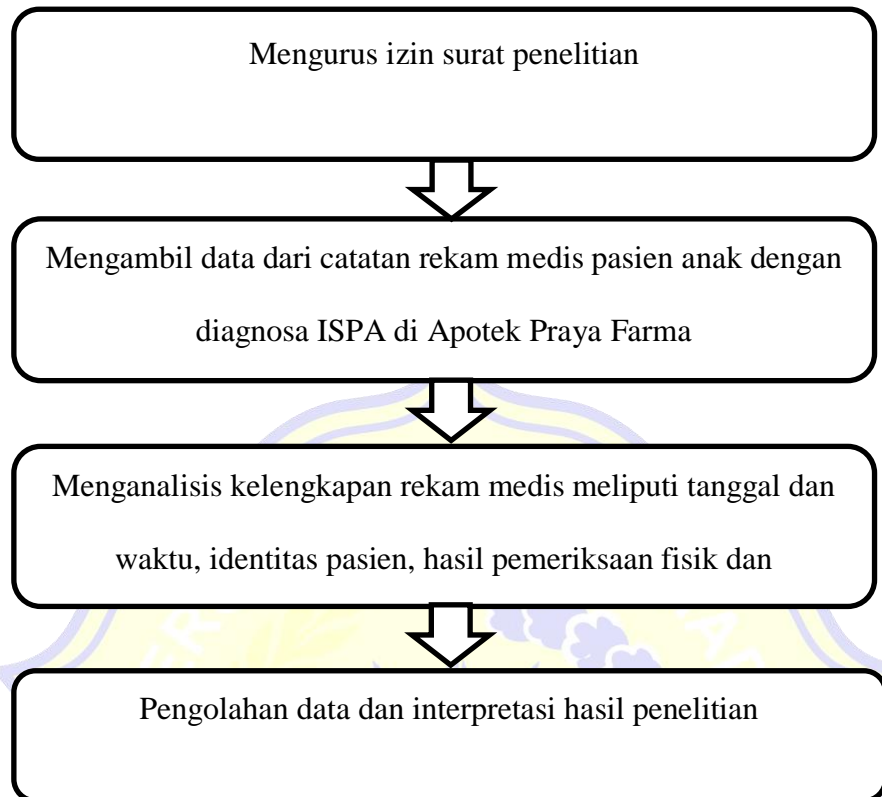 Mengurus izin surat penelitian
Mengambil data dari catatan rekam medis pasien anak dengan
diagnosa ISPA di Apotek Praya Farma
Menganalisis kelengkapan rekam medis meliputi tanggal dan
waktu, identitas pasien, hasil pemeriksaan fisik dan
Pengolahan data dan interpretasi hasil penelitian